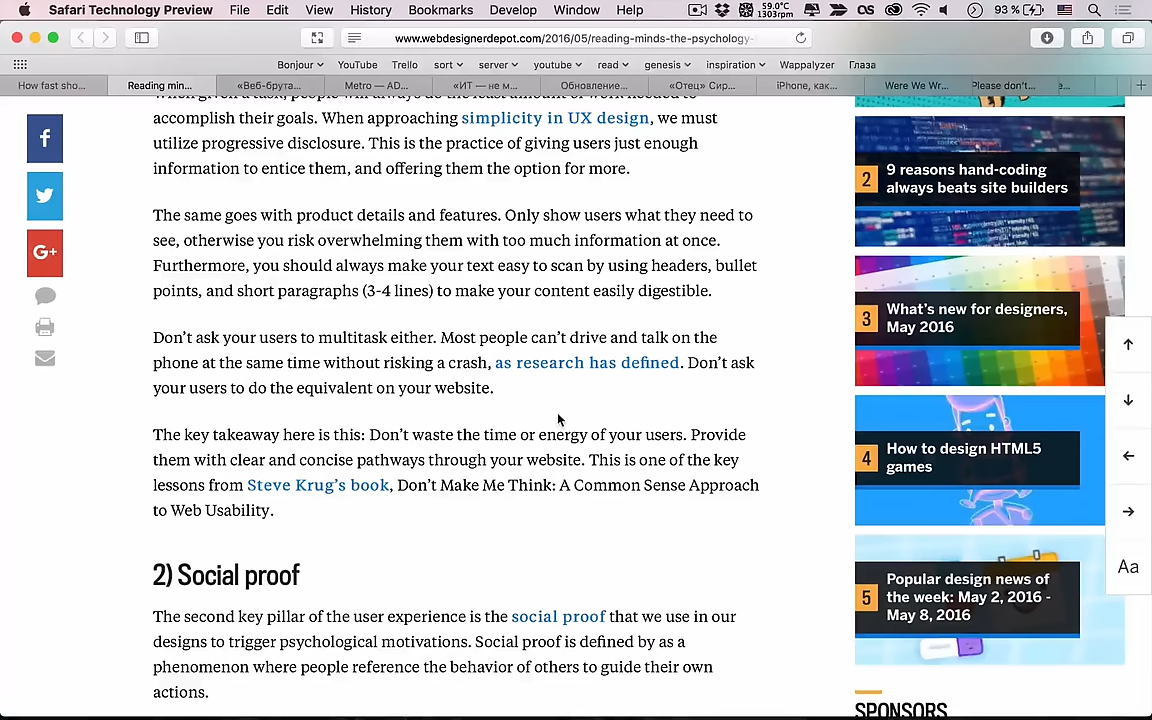 Safari Technology Preview File Edit View History Bookmarks Develop Window Help 59.0°C 1303rpm 93 %
www.webdesignerdepot.com/2016/05/reading-minds-the-psychology-
Bonjour YouTube Trello sort server youtube read genesis inspiration Wappalyzer Глаза
How fast sho... Reading min... «Веб-брута... Metro — AD... «ИТ — не м... Обновление... «Отец» Сир... iPhone, как... Were We Wr... Please don't... e...
accomplish their goals. When approaching simplicity in UX design, we must
utilize progressive disclosure. This is the practice of giving users just enough
information to entice them, and offering them the option for more.
The same goes with product details and features. Only show users what they need to
see, otherwise you risk overwhelming them with too much information at once.
Furthermore, you should always make your text easy to scan by using headers, bullet
points, and short paragraphs (3-4 lines) to make your content easily digestible.
Don't ask your users to multitask either. Most people can't drive and talk on the
phone at the same time without risking a crash, as research has defined. Don't ask
your users to do the equivalent on your website.
The key takeaway here is this: Don't waste the time or energy of your users. Provide
them with clear and concise pathways through your website. This is one of the key
lessons from Steve Krug's book, Don't Make Me Think: A Common Sense Approach
to Web Usability.
2) Social proof
The second key pillar of the user experience is the social proof that we use in our
designs to trigger psychological motivations. Social proof is defined by as a
phenomenon where people reference the behavior of others to guide their own
actions.
f
G+
2
9 reasons hand-coding
always beats site builders
3
What's new for designers,
May 2016
4
How to design HTML5
games
5
Popular design news of
the week: May 2, 2016 -
May 8, 2016
SPONSORS
Aa